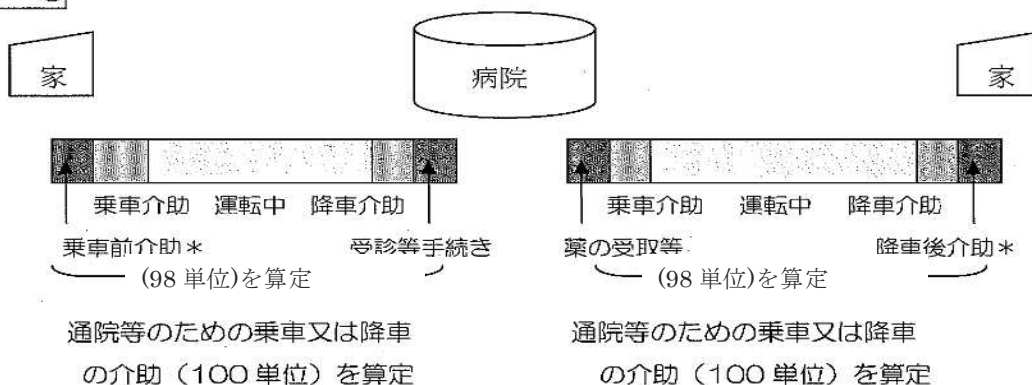 家
病院
家
乗車介助 運転中 降車介助
乗車介助 運転中 降車介助
乗車前介助* 受診等手続き
薬の受取等 降車後介助*
(98 単位)を算定
(98 単位)を算定
通院等のための乗車又は降車
の介助(100 単位)を算定
通院等のための乗車又は降車
の介助(100 単位)を算定